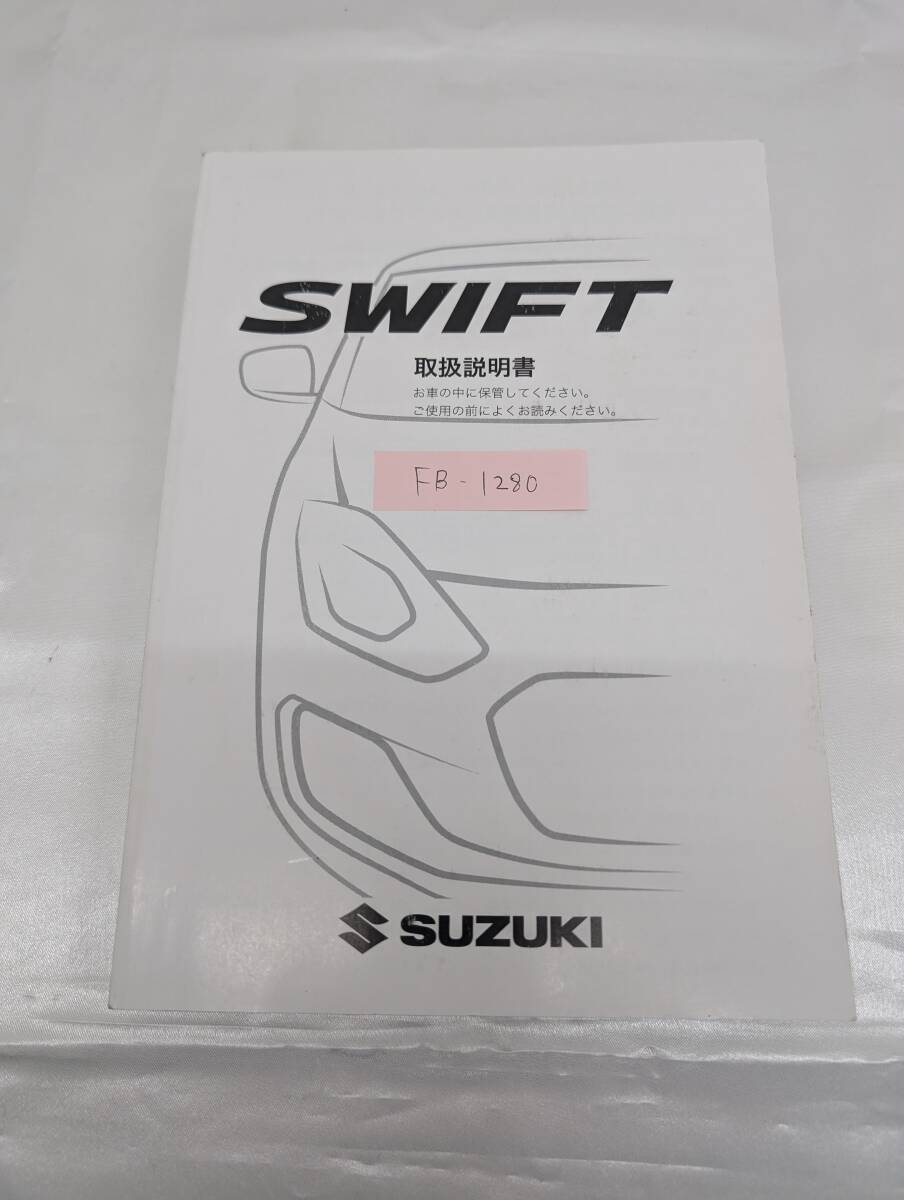 SWIFT
取扱説明書
お車の中に保管してください。
ご使用の前によくお読みください。
FB-1280
SUZUKI